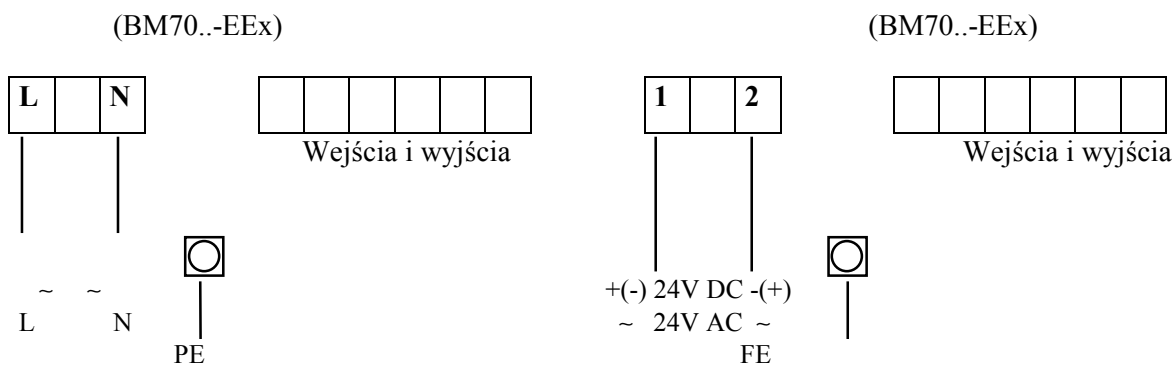 (BM70..-EEx) (BM70..-EEx)
L N 1 2
Wejścia i wyjścia Wejścia i wyjścia
+(-) 24V DC -(+)
~ ~
~ 24V AC ~
L N
PE FE